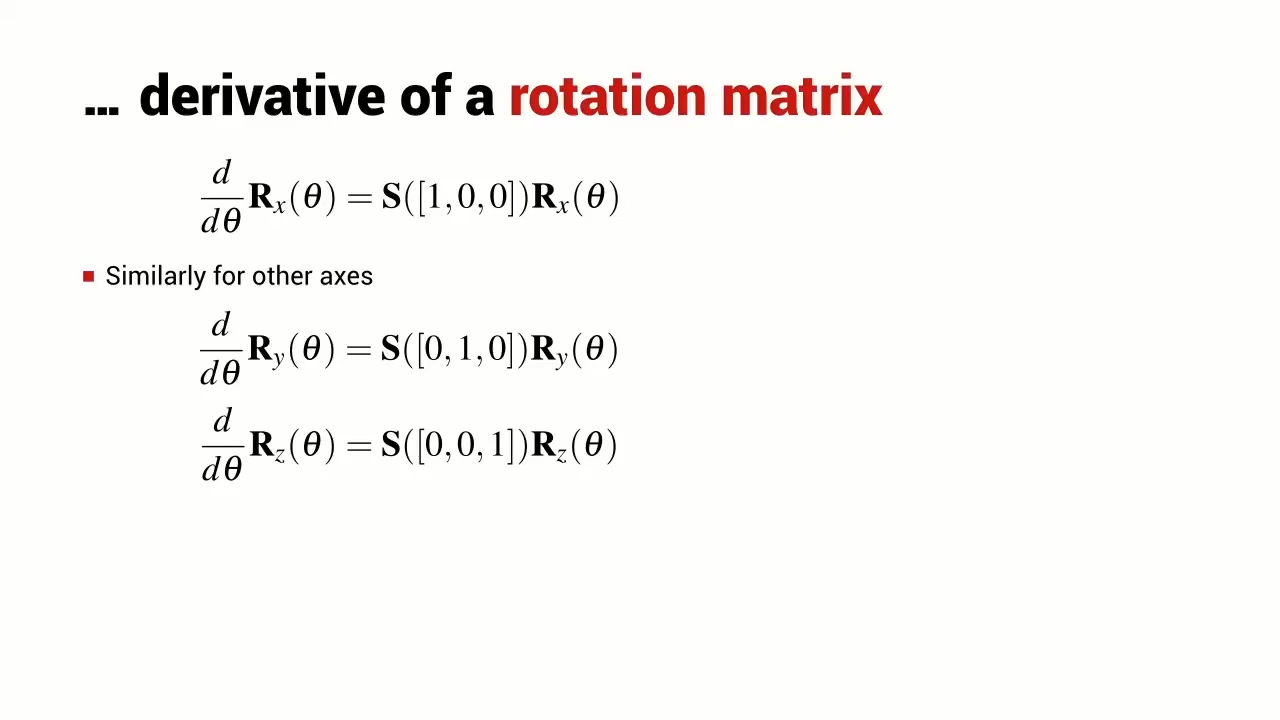 ... derivative of a rotation matrix
d/dθ R_x(θ) = S([1,0,0])R_x(θ)
Similarly for other axes
d/dθ R_y(θ) = S([0,1,0])R_y(θ)
d/dθ R_z(θ) = S([0,0,1])R_z(θ)